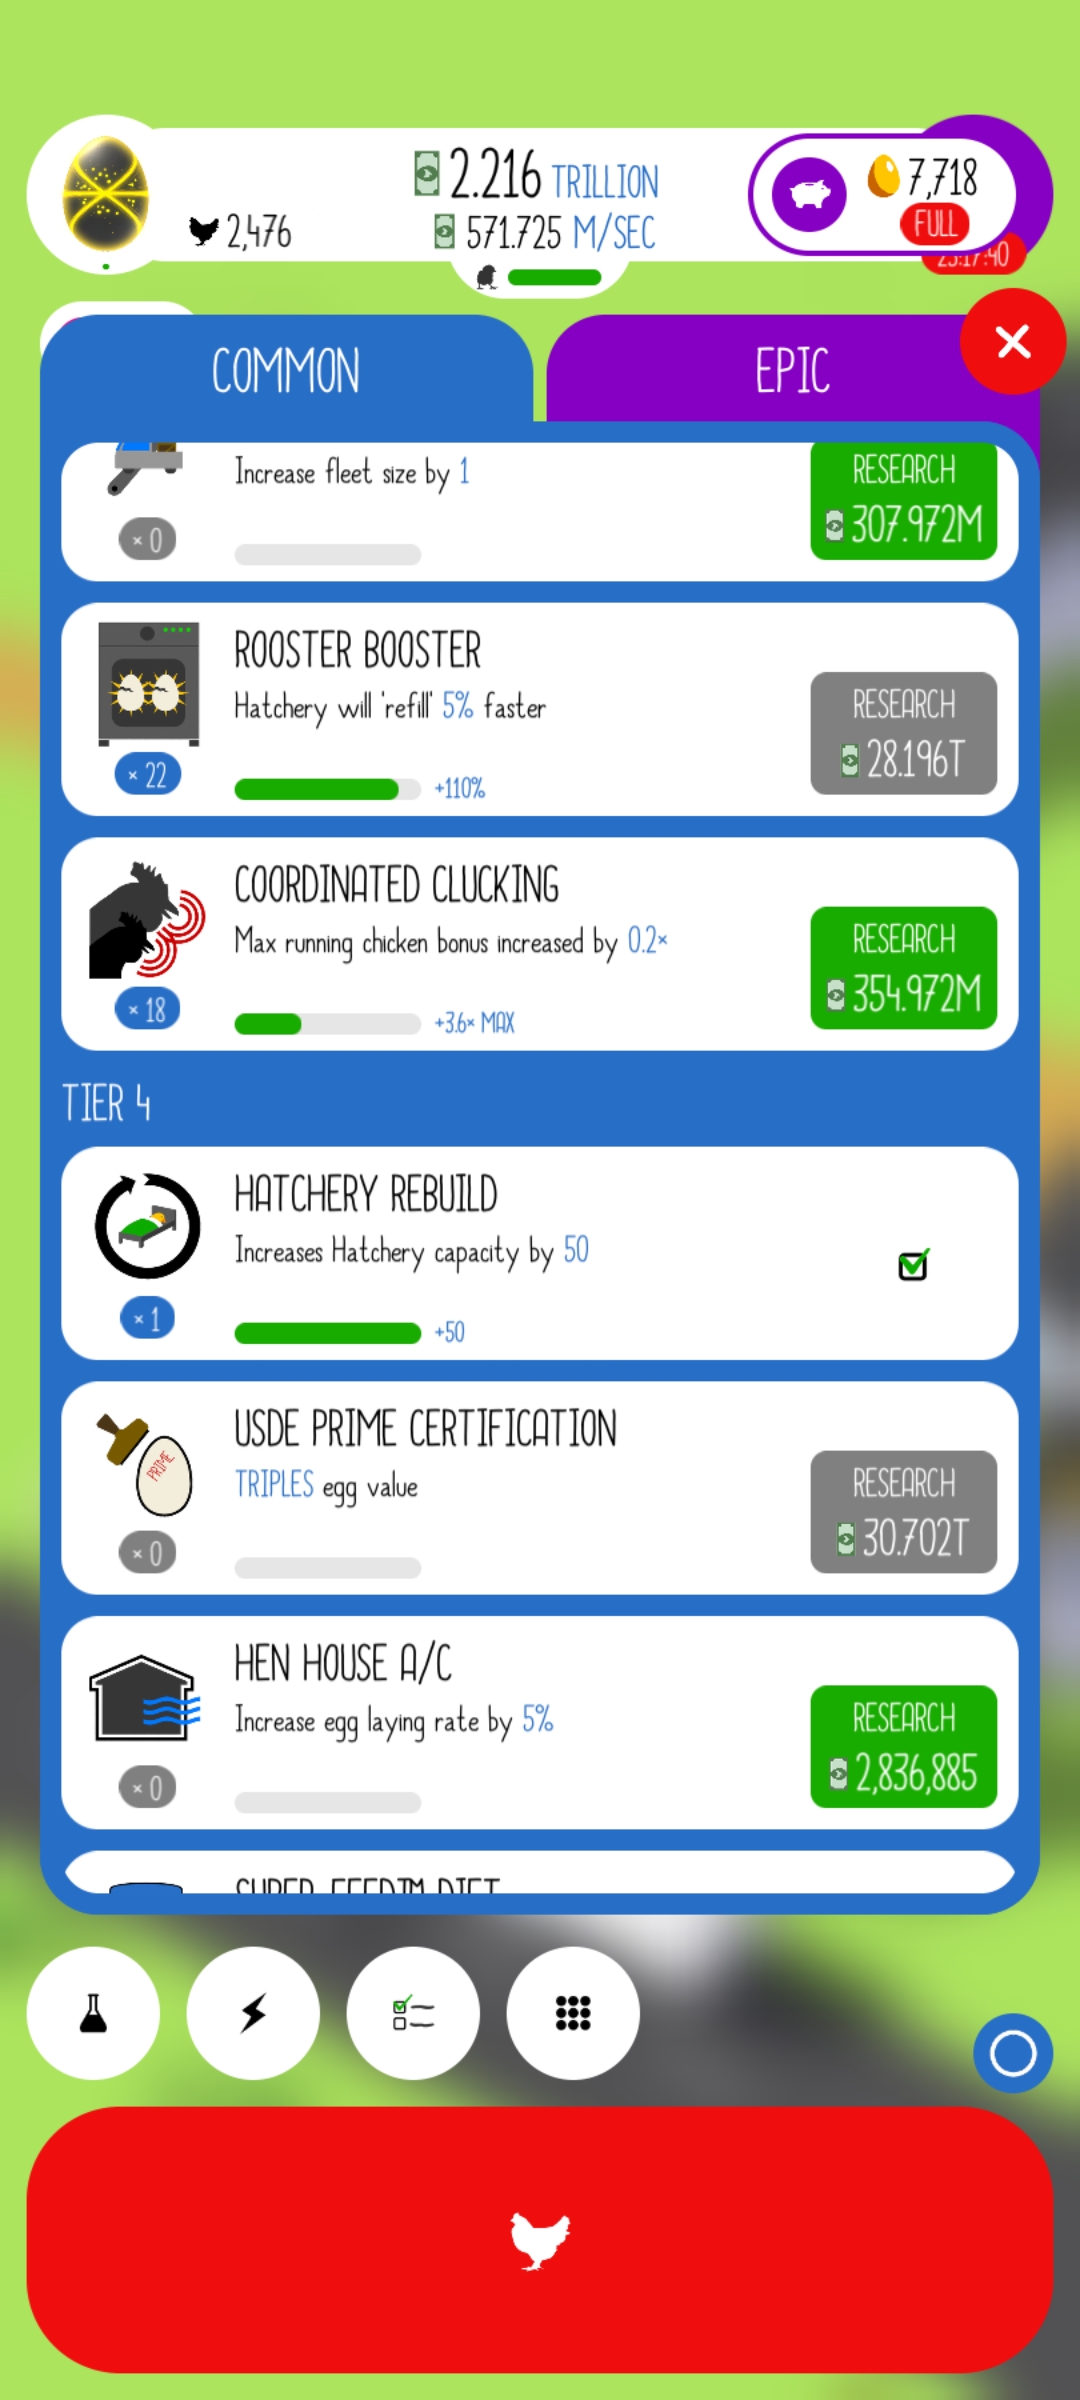 2.216 TRILLION
7,718
2,476
571.725 M/SEC
FULL
23:17:40
COMMON
EPIC
Increase fleet size by 1
RESEARCH
307.972M
× 0
ROOSTER BOOSTER
Hatchery will 'refill' 5% faster
RESEARCH
28.196T
× 22
+110%
COORDINATED CLUCKING
Max running chicken bonus increased by 0.2×
RESEARCH
354.972M
× 18
+3.6× MAX
TIER 4
HATCHERY REBUILD
Increases Hatchery capacity by 50
× 1
+50
USDE PRIME CERTIFICATION
PRIME
TRIPLES egg value
RESEARCH
30.702T
× 0
HEN HOUSE A/C
Increase egg laying rate by 5%
RESEARCH
2,836,885
× 0
SUPER FEED™ DIET